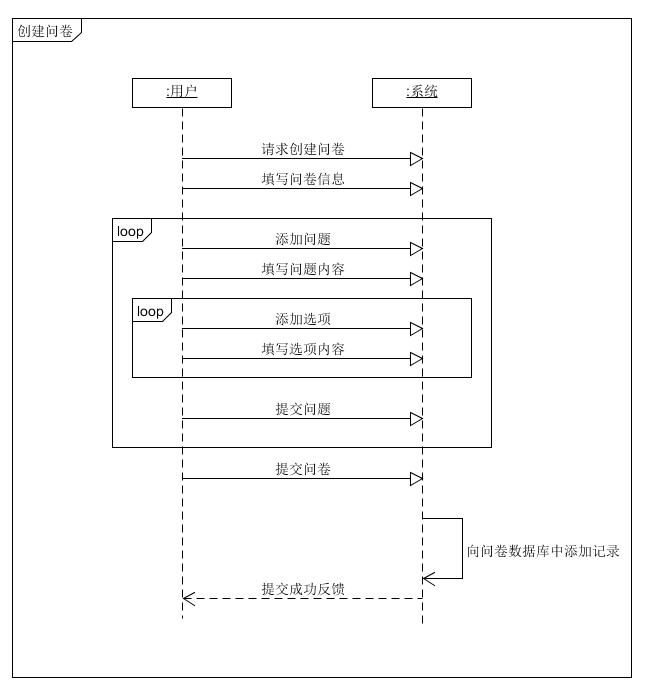 创建问卷
:用户
:系统
请求创建问卷
填写问卷信息
loop
添加问题
填写问题内容
loop
添加选项
填写选项内容
提交问题
提交问卷
向问卷数据库中添加记录
提交成功反馈